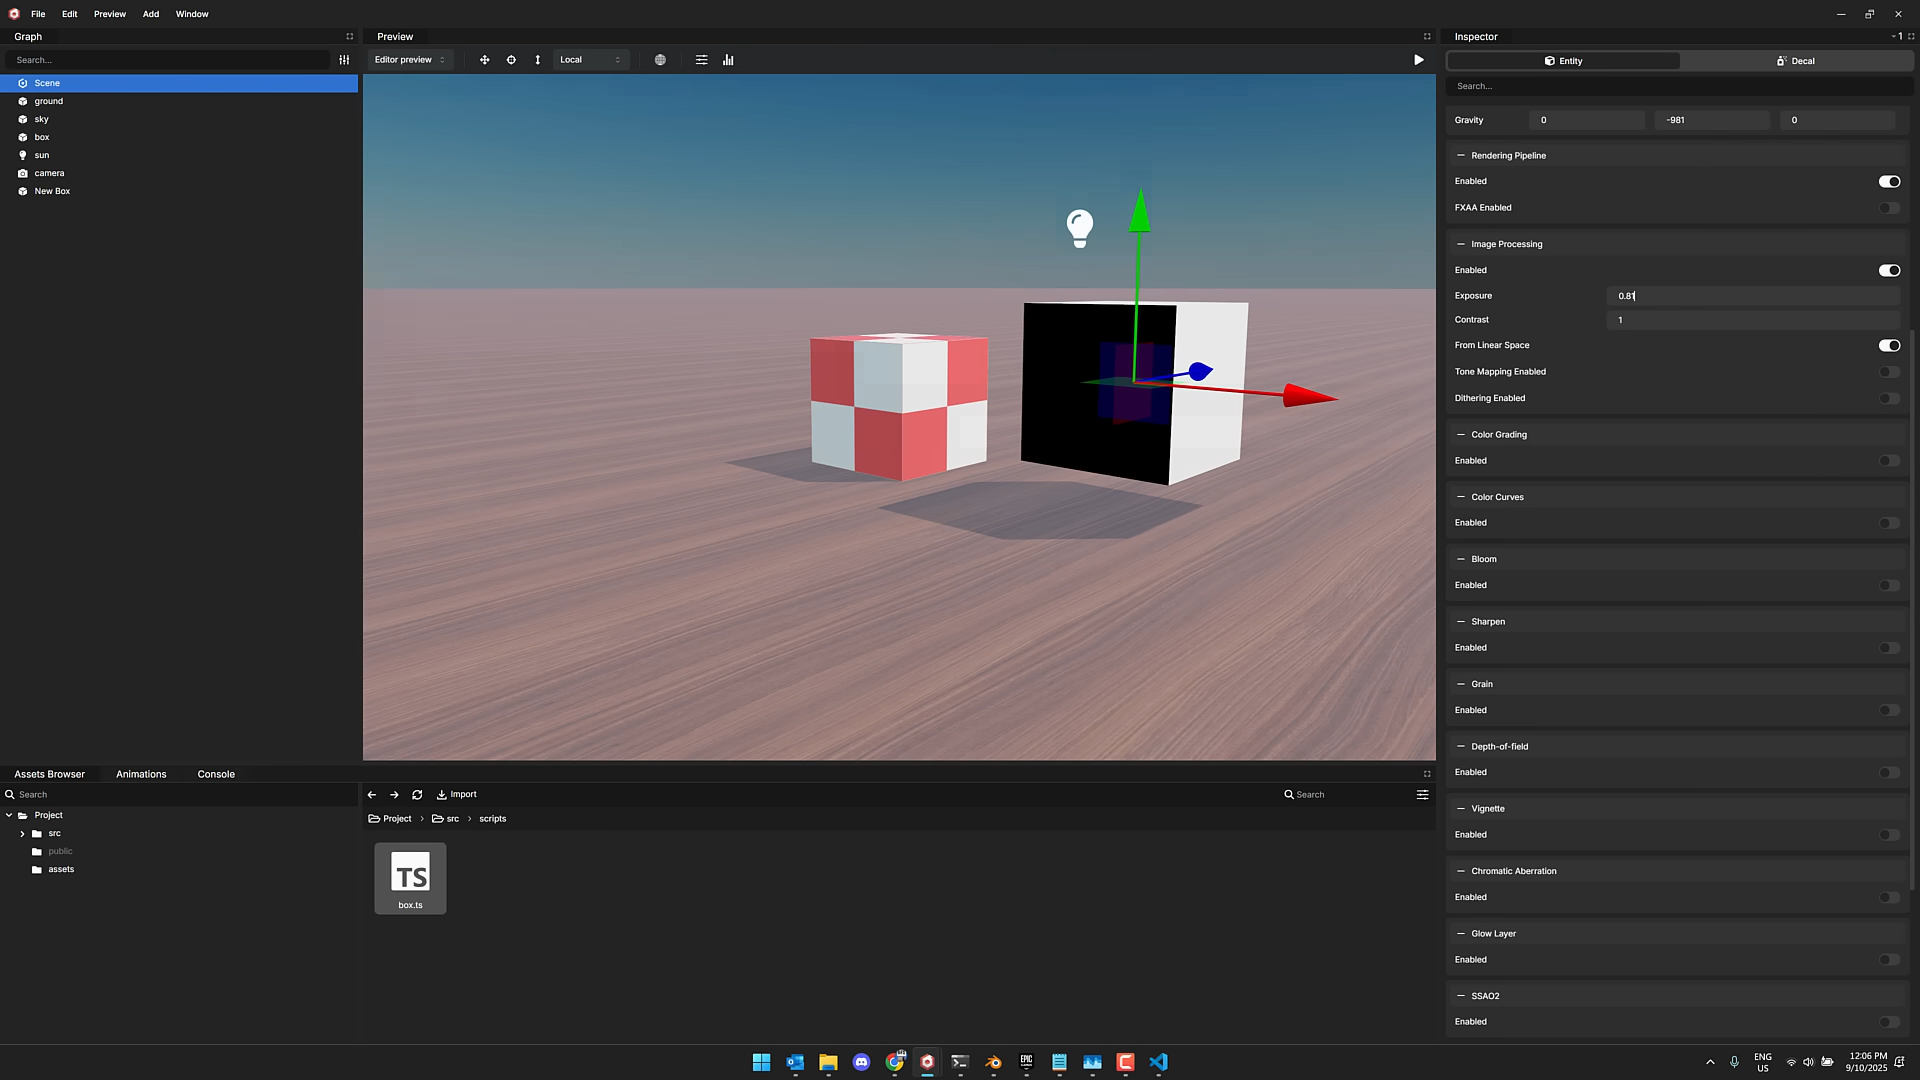 File Edit Preview Add Window
Graph
Search...
Scene
ground
sky
box
sun
camera
New Box
Preview
Editor preview Local
Inspector
1
Entity Decal
Search...
Gravity 0 -981 0
Rendering Pipeline
Enabled
FXAA Enabled
Image Processing
Enabled
Exposure 0.81
Contrast 1
From Linear Space
Tone Mapping Enabled
Dithering Enabled
Color Grading
Enabled
Color Curves
Enabled
Bloom
Enabled
Sharpen
Enabled
Grain
Enabled
Depth-of-field
Enabled
Vignette
Enabled
Chromatic Aberration
Enabled
Glow Layer
Enabled
SSAO2
Enabled
Assets Browser Animations Console
Search
Project
src
public
assets
Import
Search
Project > src > scripts
TS
box.ts
EPIC
ENG
US
12:06 PM
9/10/2025